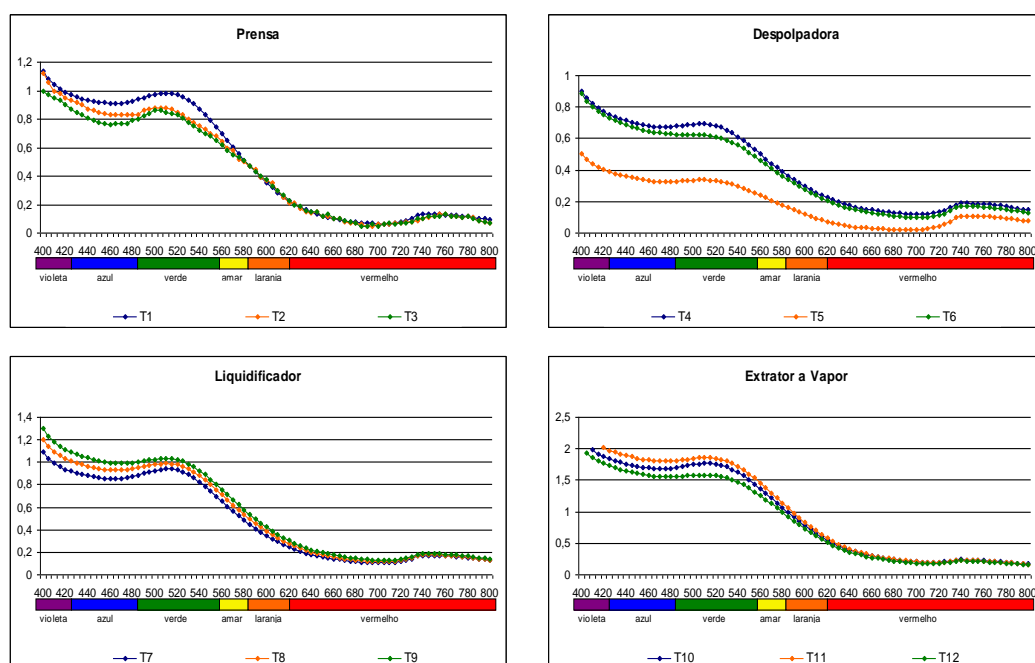 Prensa
1,2
1
0,8
0,6
0,4
0,2
0
400 420 440 460 480 500 520 540 560 580 600 620 640 660 680 700 720 740 760 780 800
violeta azul verde amar laranja vermelho
T1 T2 T3
Despolpadora
1
0,8
0,6
0,4
0,2
0
400 420 440 460 480 500 520 540 560 580 600 620 640 660 680 700 720 740 760 780 800
violeta azul verde amar laranja vermelho
T4 T5 T6
Liquidificador
1,4
1,2
1
0,8
0,6
0,4
0,2
0
400 420 440 460 480 500 520 540 560 580 600 620 640 660 680 700 720 740 760 780 800
violeta azul verde amar laranja vermelho
T7 T8 T9
Extrator a Vapor
2,5
2
1,5
1
0,5
0
400 420 440 460 480 500 520 540 560 580 600 620 640 660 680 700 720 740 760 780 800
violeta azul verde amar laranja vermelho
T10 T11 T12